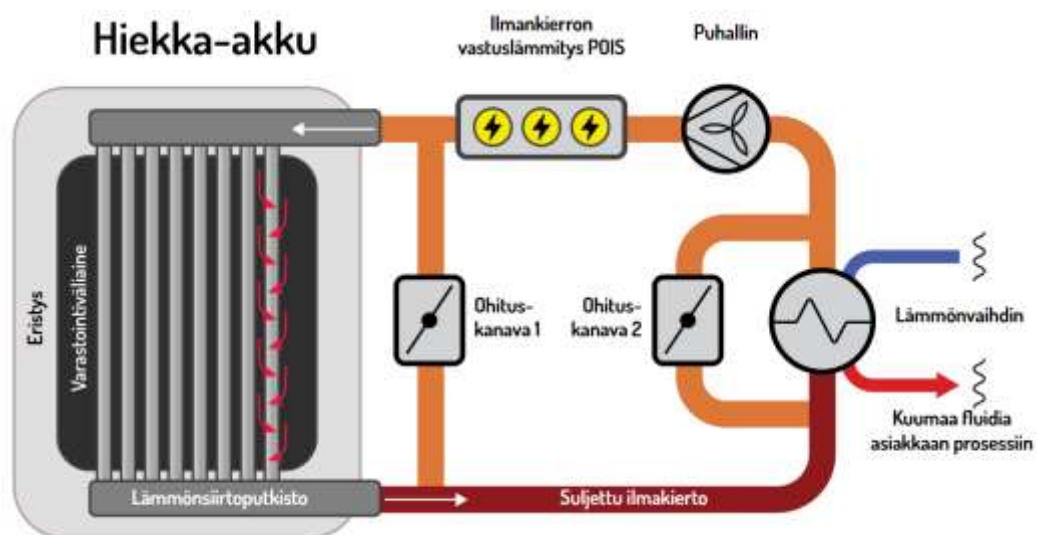 Hiekka-akku
Ilmankierron
vastuslämmitys POIS
Puhallin
Eristys
Varastointiväliaine
Ohitus-
kanava 1
Ohitus-
kanava 2
Lämmönvaihdin
Kuumaa fluidia
asiakkaan prosessiin
Lämmönsiirtoputkisto
Suljettu ilmakierto